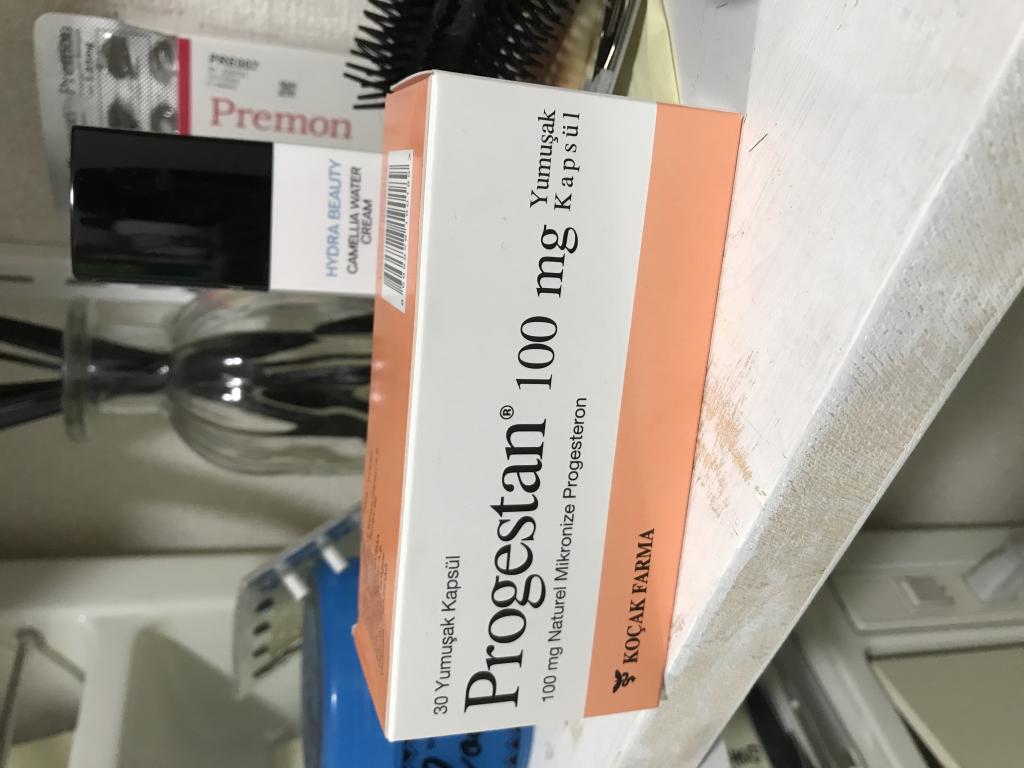 30 Yumuşak Kapsül
Progestan® 100 mg Yumuşak
Kapsül
100 mg Naturel Mikronize Progesteron
KOÇAK FARMA
HYDRA BEAUTY
CAMELLIA WATER
CREAM
Premon